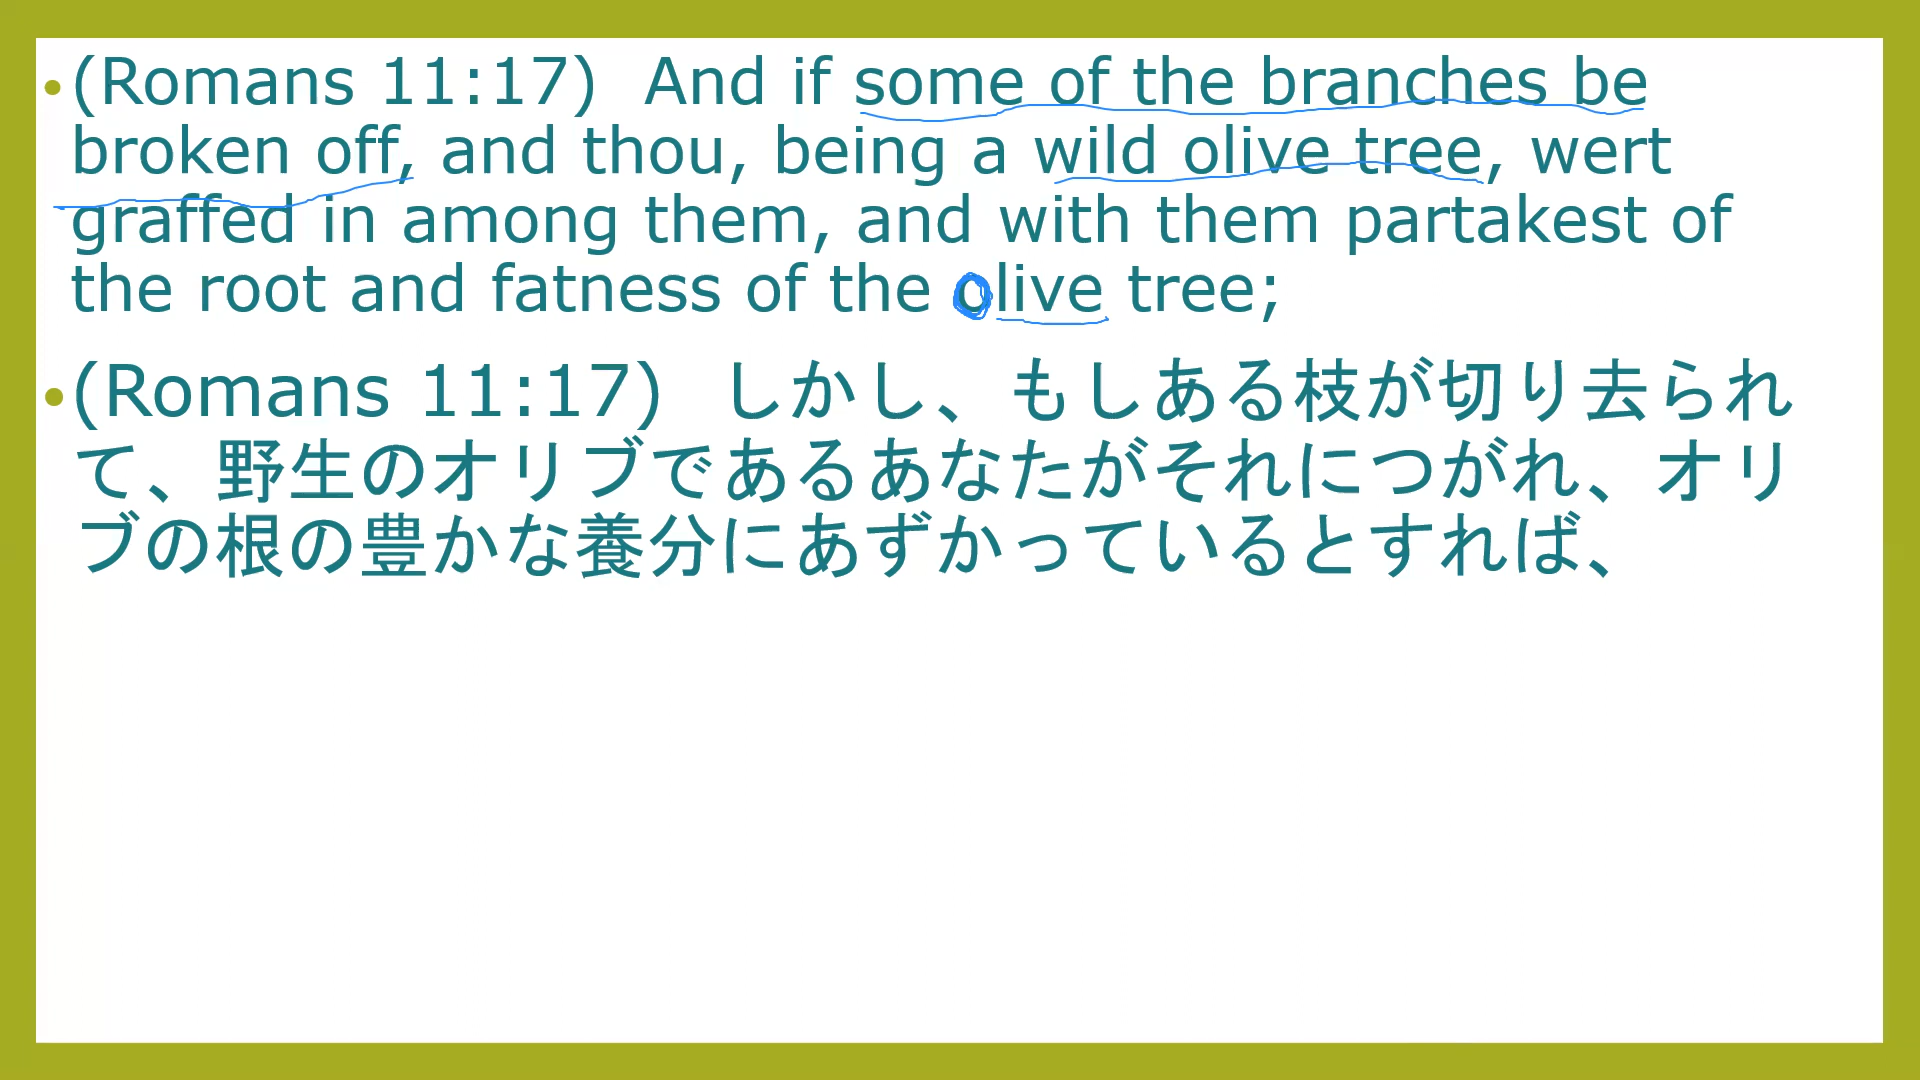 •(Romans 11:17)  And if some of the branches be
broken off, and thou, being a wild olive tree, wert
graffed in among them, and with them partakest of
the root and fatness of the olive tree;
•(Romans 11:17)  しかし、もしある枝が切り去られ
て、野生のオリブであるあなたがそれにつがれ、オリ
ブの根の豊かな養分にあずかっているとすれば、